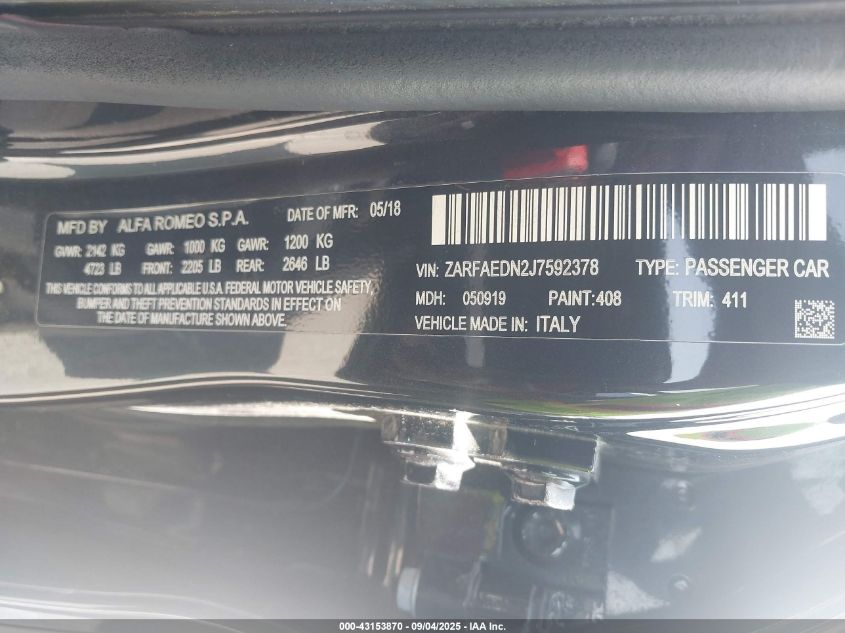 MFD BY ALFA ROMEO S.P.A. DATE OF MFR: 05/18
GVWR: 2142 KG GAWR: 1000 KG GAWR: 1200 KG
4723 LB FRONT: 2205 LB REAR: 2646 LB
THIS VEHICLE CONFORMS TO ALL APPLICABLE U.S.A. FEDERAL MOTOR VEHICLE SAFETY,
BUMPER AND THEFT PREVENTION STANDARDS IN EFFECT ON
THE DATE OF MANUFACTURE SHOWN ABOVE.
VIN: ZARFAEDN2J7592378 TYPE: PASSENGER CAR
MDH: 050919 PAINT:408 TRIM: 411
VEHICLE MADE IN: ITALY
000-43153870 - 09/04/2025 - IAA Inc.